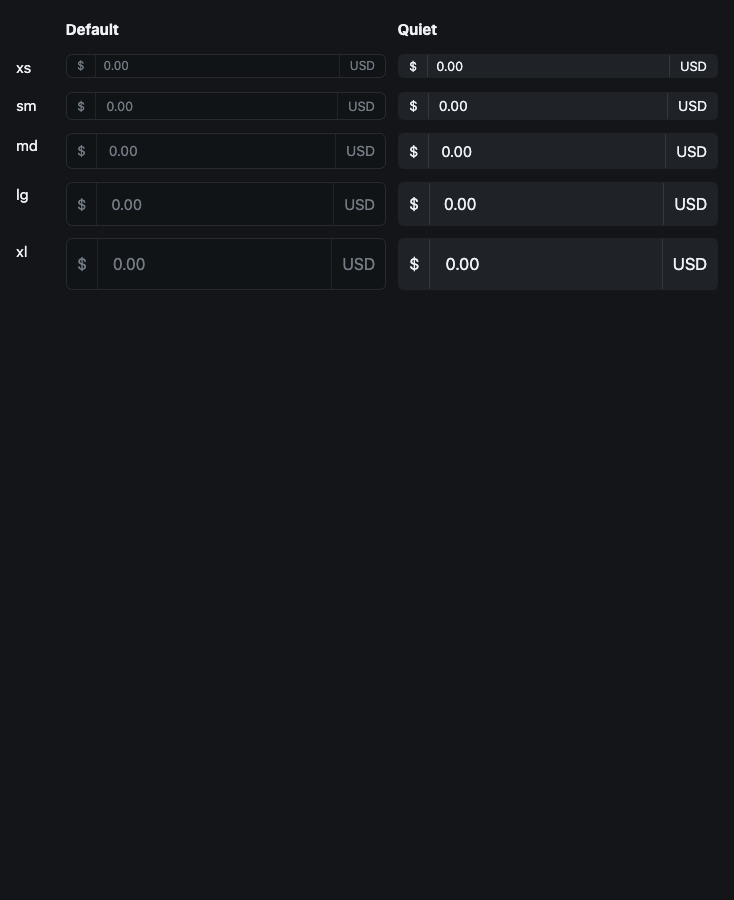 Default Quiet
xs $ 0.00 USD $ 0.00 USD
sm $ 0.00 USD $ 0.00 USD
md $ 0.00 USD $ 0.00 USD
lg $ 0.00 USD $ 0.00 USD
xl $ 0.00 USD $ 0.00 USD